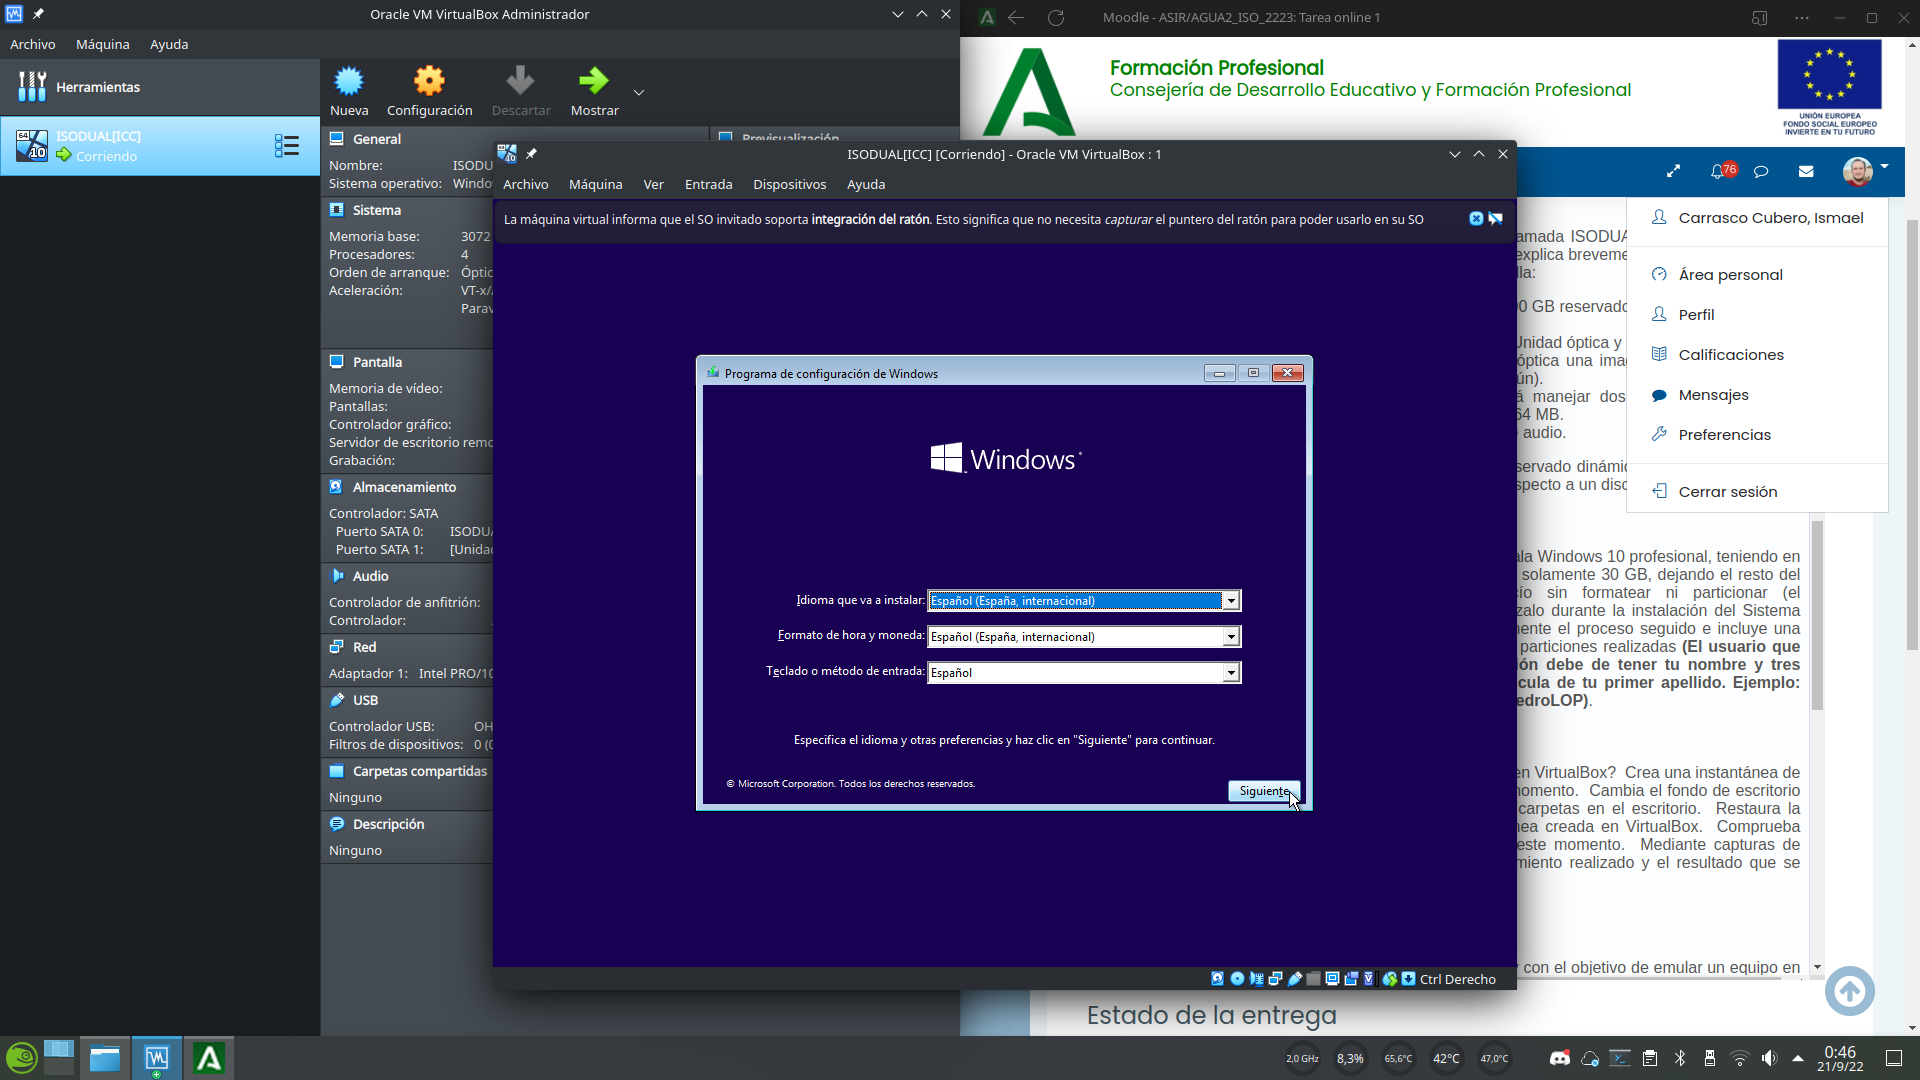 Oracle VM VirtualBox Administrador
Archivo Máquina Ayuda
Herramientas
ISODUAL[ICC]
Corriendo
Nueva Configuración Descartar Mostrar
General
Nombre: ISODU
Sistema operativo: Windo
Sistema
Memoria base: 3072
Procesadores: 4
Orden de arranque: Óptic
Aceleración: VT-x/
Parav
Pantalla
Memoria de vídeo:
Pantallas:
Controlador gráfico:
Servidor de escritorio remo
Grabación:
Almacenamiento
Controlador: SATA
Puerto SATA 0: ISODU
Puerto SATA 1: [Unidad
Audio
Controlador de anfitrión:
Controlador:
Red
Adaptador 1: Intel PRO/10
USB
Controlador USB: OH
Filtros de dispositivos: 0 (0
Carpetas compartidas
Ninguno
Descripción
Ninguno
Previsualización
ISODUAL[ICC] [Corriendo] - Oracle VM VirtualBox : 1
Archivo Máquina Ver Entrada Dispositivos Ayuda
La máquina virtual informa que el SO invitado soporta integración del ratón. Esto significa que no necesita capturar el puntero del ratón para poder usarlo en su SO
Programa de configuración de Windows
Windows
Idioma que va a instalar: Español (España, internacional)
Formato de hora y moneda: Español (España, internacional)
Teclado o método de entrada: Español
Especifica el idioma y otras preferencias y haz clic en "Siguiente" para continuar.
© Microsoft Corporation. Todos los derechos reservados.
Siguiente
Ctrl Derecho
Moodle - ASIR/AGUA2_ISO_2223: Tarea online 1
Formación Profesional
Consejería de Desarrollo Educativo y Formación Profesional
UNIÓN EUROPEA
FONDO SOCIAL EUROPEO
INVIERTE EN TU FUTURO
76
Carrasco Cubero, Ismael
Área personal
Perfil
Calificaciones
Mensajes
Preferencias
Cerrar sesión
amada ISODUA
explica breveme
lla:
00 GB reservado
Unidad óptica y
óptica una imag
ún).
á manejar dos
64 MB.
audio.
servado dinámic
specto a un disc
ala Windows 10 profesional, teniendo en
solamente 30 GB, dejando el resto del
cío sin formatear ni particionar (el
zalo durante la instalación del Sistema
mente el proceso seguido e incluye una
particiones realizadas (El usuario que
ón debe de tener tu nombre y tres
cula de tu primer apellido. Ejemplo:
edroLOP).
en VirtualBox? Crea una instantánea de
momento. Cambia el fondo de escritorio
carpetas en el escritorio. Restaura la
nea creada en VirtualBox. Comprueba
este momento. Mediante capturas de
miento realizado y el resultado que se
con el objetivo de emular un equipo en
Estado de la entrega
2,0 GHz 8,3% 65,6°C 42°C 47,0°C
0:46
21/9/22